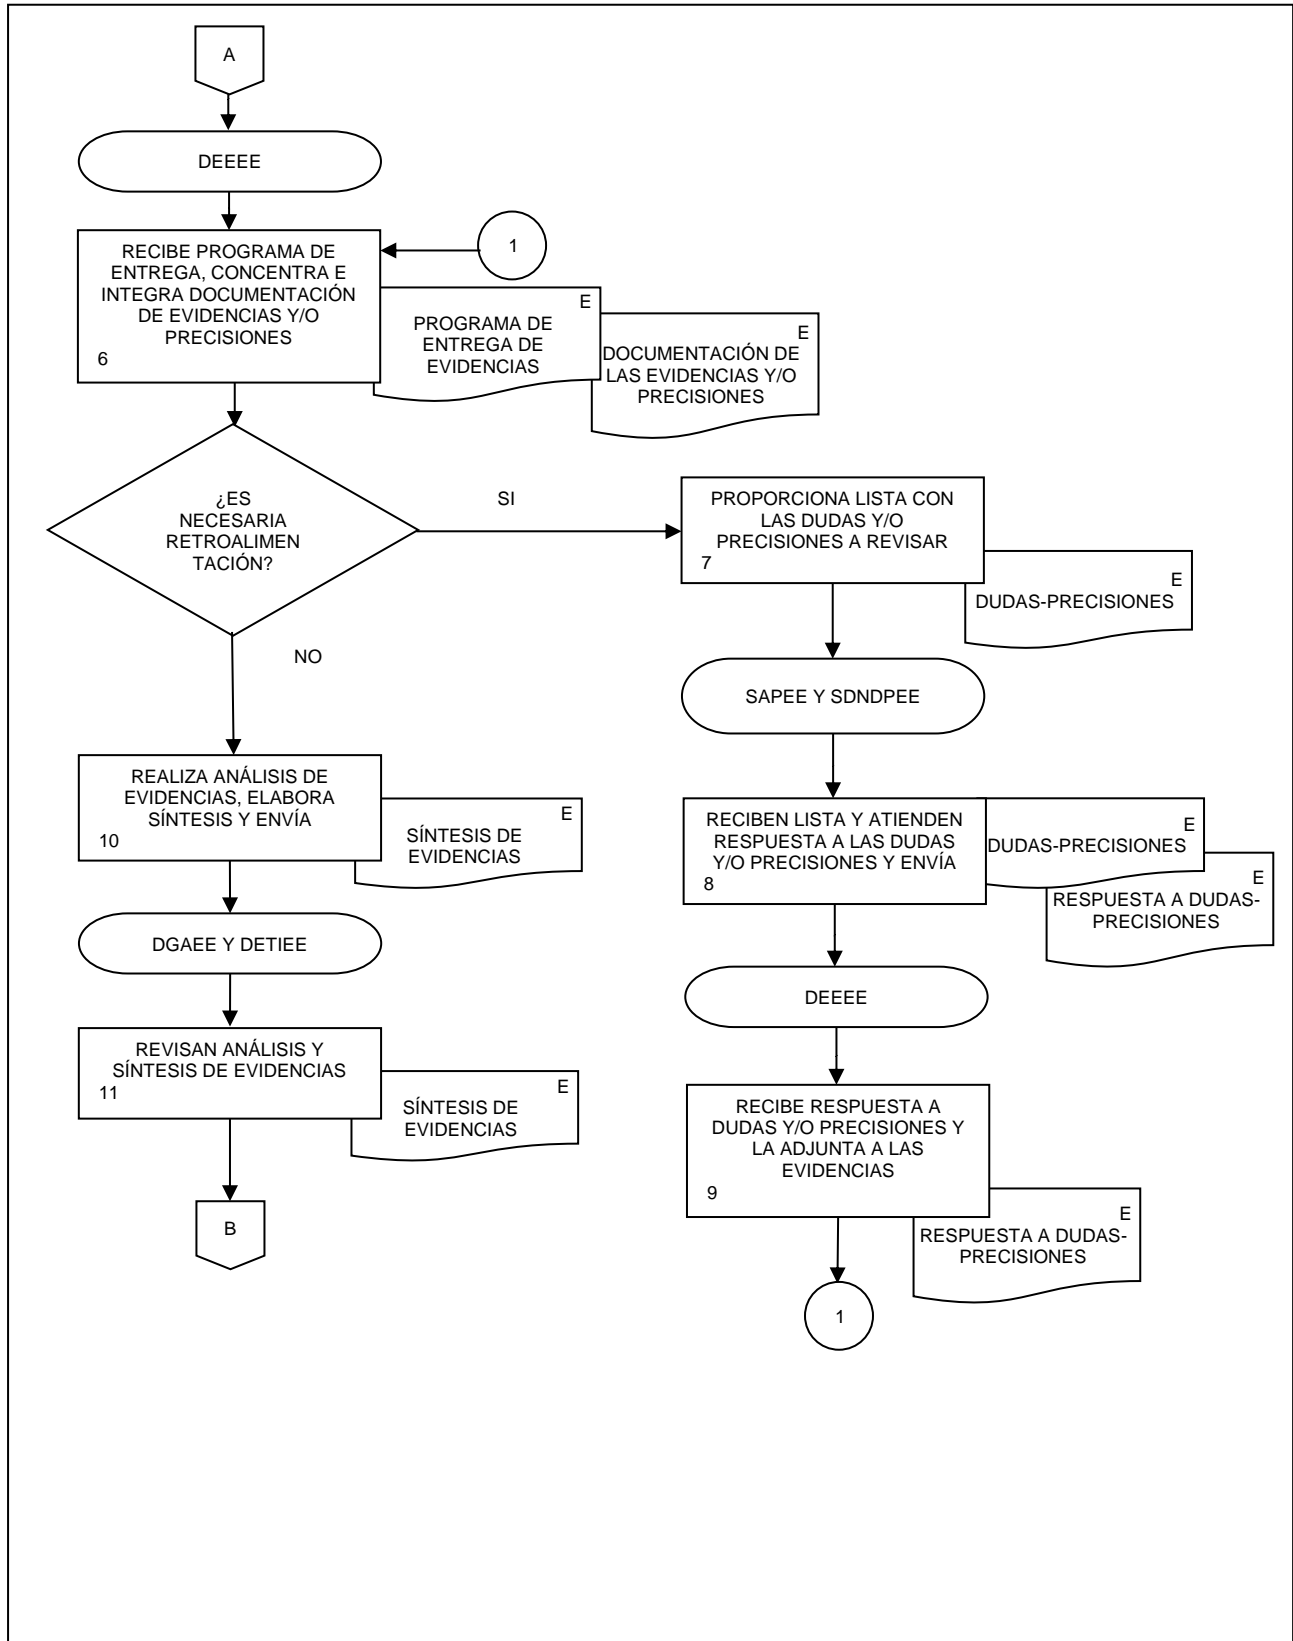 A
DEEEE
1
RECIBE PROGRAMA DE
ENTREGA, CONCENTRA E
INTEGRA DOCUMENTACIÓN
DE EVIDENCIAS Y/O
PRECISIONES
6
E
PROGRAMA DE
ENTREGA DE
EVIDENCIAS
E
DOCUMENTACIÓN DE
LAS EVIDENCIAS Y/O
PRECISIONES
¿ES
NECESARIA
RETROALIMEN
TACIÓN?
SI
NO
PROPORCIONA LISTA CON
LAS DUDAS Y/O
PRECISIONES A REVISAR
7
E
DUDAS-PRECISIONES
SAPEE Y SDNDPEE
RECIBEN LISTA Y ATIENDEN
RESPUESTA A LAS DUDAS
Y/O PRECISIONES Y ENVÍA
8
E
DUDAS-PRECISIONES
E
RESPUESTA A DUDAS-
PRECISIONES
DEEEE
RECIBE RESPUESTA A
DUDAS Y/O PRECISIONES Y
LA ADJUNTA A LAS
EVIDENCIAS
9
E
RESPUESTA A DUDAS-
PRECISIONES
1
REALIZA ANÁLISIS DE
EVIDENCIAS, ELABORA
SÍNTESIS Y ENVÍA
10
E
SÍNTESIS DE
EVIDENCIAS
DGAEE Y DETIEE
REVISAN ANÁLISIS Y
SÍNTESIS DE EVIDENCIAS
11
E
SÍNTESIS DE
EVIDENCIAS
B